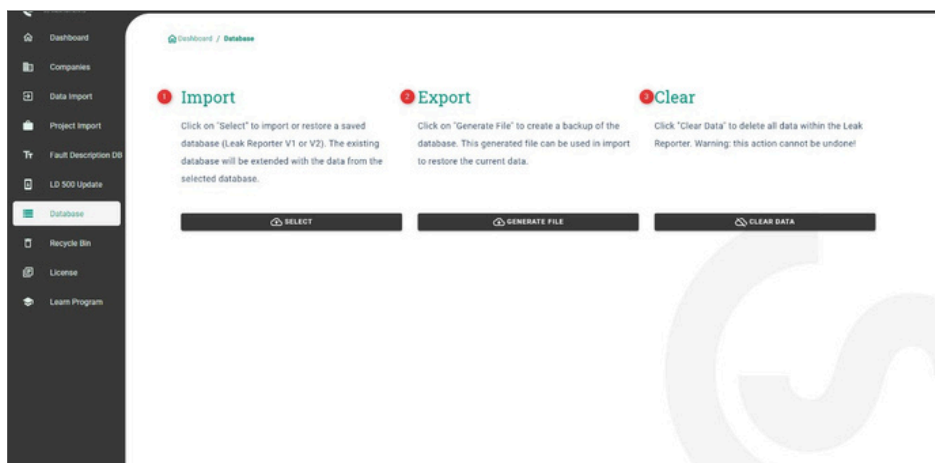 Dashboard
Companies
Data Import
Project Import
Fault Description DB
LD 500 Update
Database
Recycle Bin
License
Learn Program
Dashboard / Database
1 Import
Click on "Select" to import or restore a saved
database (Leak Reporter V1 or V2). The existing
database will be extended with the data from the
selected database.
SELECT
2 Export
Click on "Generate File" to create a backup of the
database. This generated file can be used in import
to restore the current data.
GENERATE FILE
3 Clear
Click "Clear Data" to delete all data within the Leak
Reporter. Warning: this action cannot be undone!
CLEAR DATA